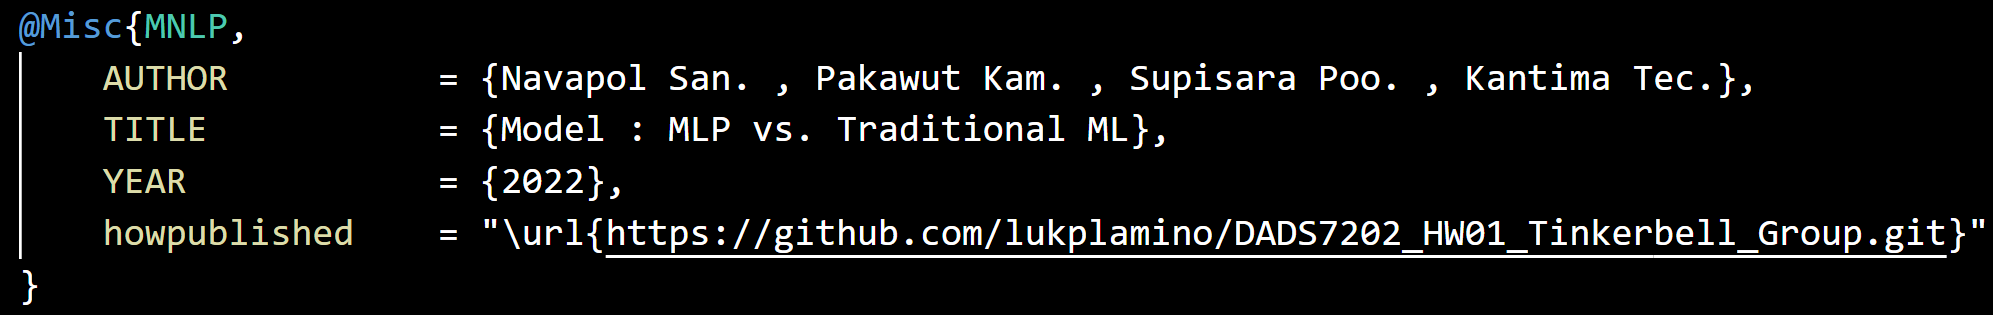 @Misc{MNLP,
    AUTHOR          = {Navapol San. , Pakawut Kam. , Supisara Poo. , Kantima Tec.},
    TITLE           = {Model : MLP vs. Traditional ML},
    YEAR            = {2022},
    howpublished    = "\url{https://github.com/lukplamino/DADS7202_HW01_Tinkerbell_Group.git}"
}